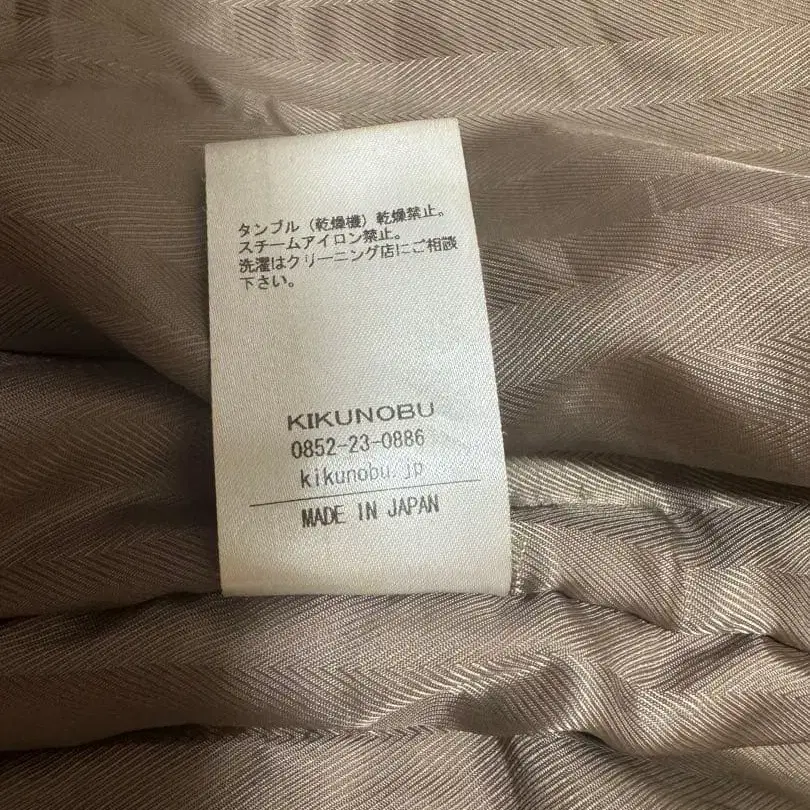 タンブル（乾燥機）乾燥禁止。
スチームアイロン禁止。
洗濯はクリーニング店にご相談
下さい。
KIKUNOBU
0852-23-0886
kikunobu.jp
MADE IN JAPAN